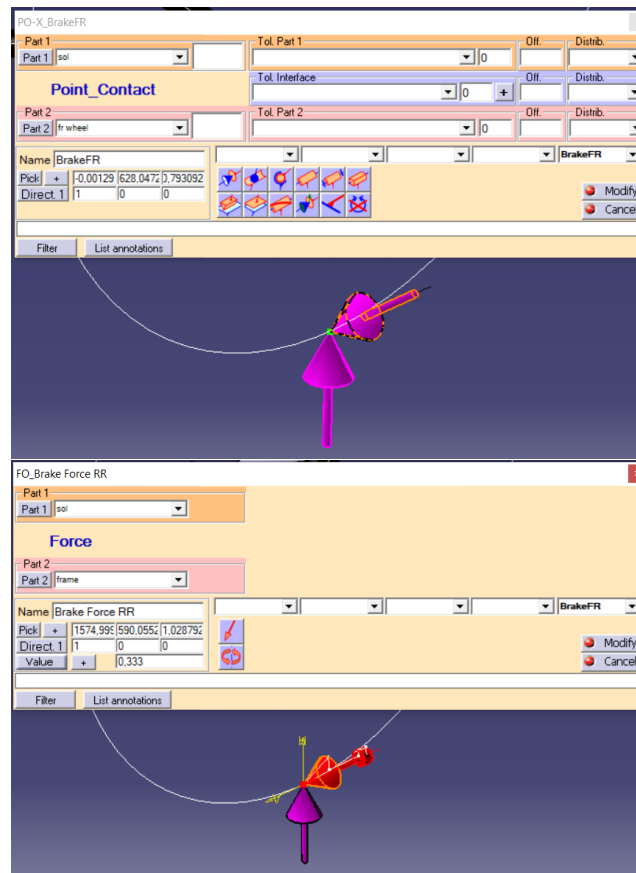 PO-X_BrakeFR
Part 1 Tol. Part 1 Off. Distrib.
Part 1 sol 0
Tol. Interface Off. Distrib.
Point_Contact 0 +
Part 2 Tol. Part 2 Off. Distrib.
Part 2 fr wheel 0
Name BrakeFR BrakeFR
Pick + -0,00129 628,0472 0,793092
Direct. 1 1 0 0
Modify
Cancel
Filter List annotations
FO_Brake Force RR
Part 1
Part 1 sol
Force
Part 2
Part 2 frame
Name Brake Force RR BrakeFR
Pick + 1574,999 590,0552 1,028792
Direct. 1 1 0 0
Value + 0,333
Modify
Cancel
Filter List annotations